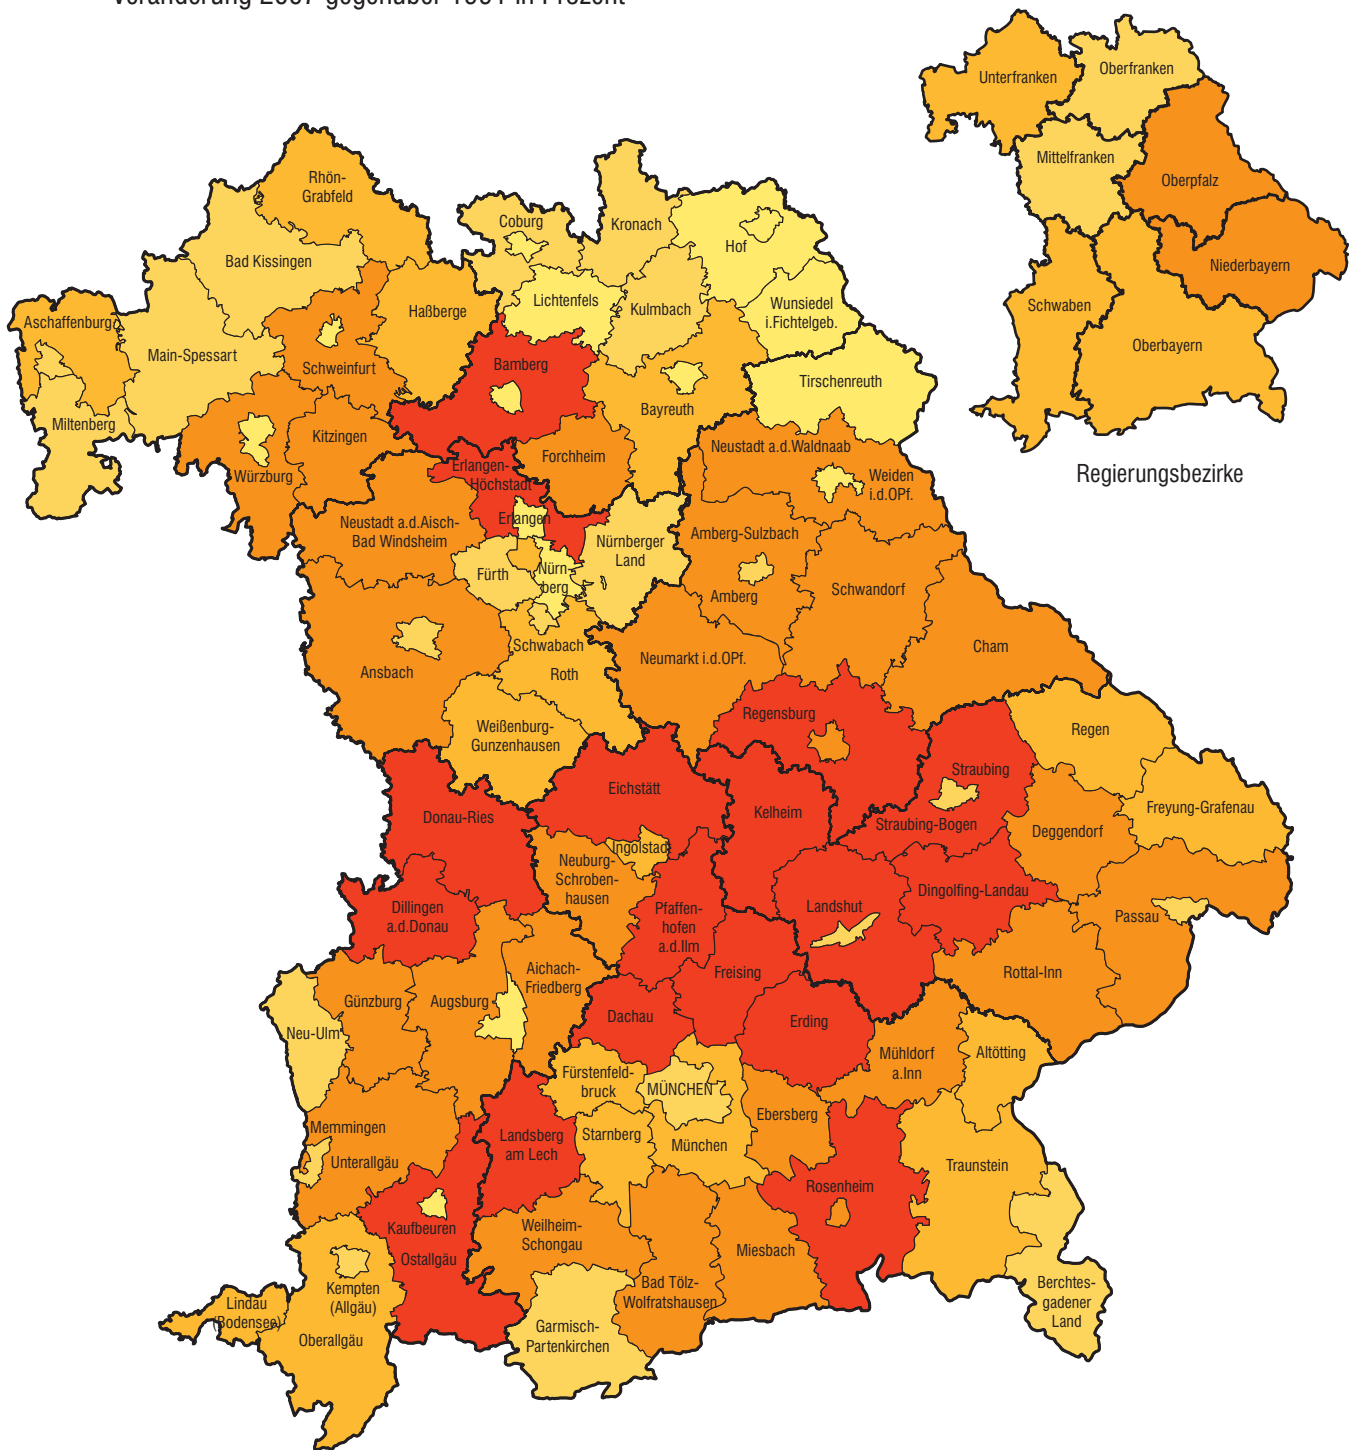 Veränderung 2007 gegenüber 1991 in Prozent
Unterfranken
Oberfranken
Mittelfranken
Oberpfalz
Niederbayern
Schwaben
Oberbayern
Regierungsbezirke
Rhön-
Grabfeld
Coburg
Kronach
Hof
Bad Kissingen
Lichtenfels
Kulmbach
Wunsiedel
i.Fichtelgeb.
Aschaffenburg
Haßberge
Main-Spessart
Schweinfurt
Bamberg
Tirschenreuth
Bayreuth
Miltenberg
Kitzingen
Würzburg
Forchheim
Neustadt a.d.Waldnaab
Weiden
i.d.OPf.
Erlangen-
Höchstadt
Erlangen
Neustadt a.d.Aisch-
Bad Windsheim
Nürnberger
Land
Amberg-Sulzbach
Fürth
Nürn-
berg
Amberg
Schwandorf
Schwabach
Roth
Neumarkt i.d.OPf.
Cham
Ansbach
Weißenburg-
Gunzenhausen
Regensburg
Regen
Straubing
Eichstätt
Donau-Ries
Kelheim
Straubing-Bogen
Deggendorf
Freyung-Grafenau
Ingolstadt
Neuburg-
Schroben-
hausen
Dillingen
a.d.Donau
Pfaffen-
hofen
a.d.Ilm
Landshut
Dingolfing-Landau
Passau
Aichach-
Friedberg
Freising
Rottal-Inn
Günzburg
Augsburg
Dachau
Erding
Neu-Ulm
Mühldorf
a.Inn
Altötting
Fürstenfeld-
bruck
MÜNCHEN
Ebersberg
Memmingen
Unterallgäu
Landsberg
am Lech
Starnberg
München
Traunstein
Rosenheim
Kaufbeuren
Ostallgäu
Weilheim-
Schongau
Miesbach
Kempten
(Allgäu)
Bad Tölz-
Wolfratshausen
Berchtes-
gadener
Land
Lindau
(Bodensee)
Oberallgäu
Garmisch-
Partenkirchen